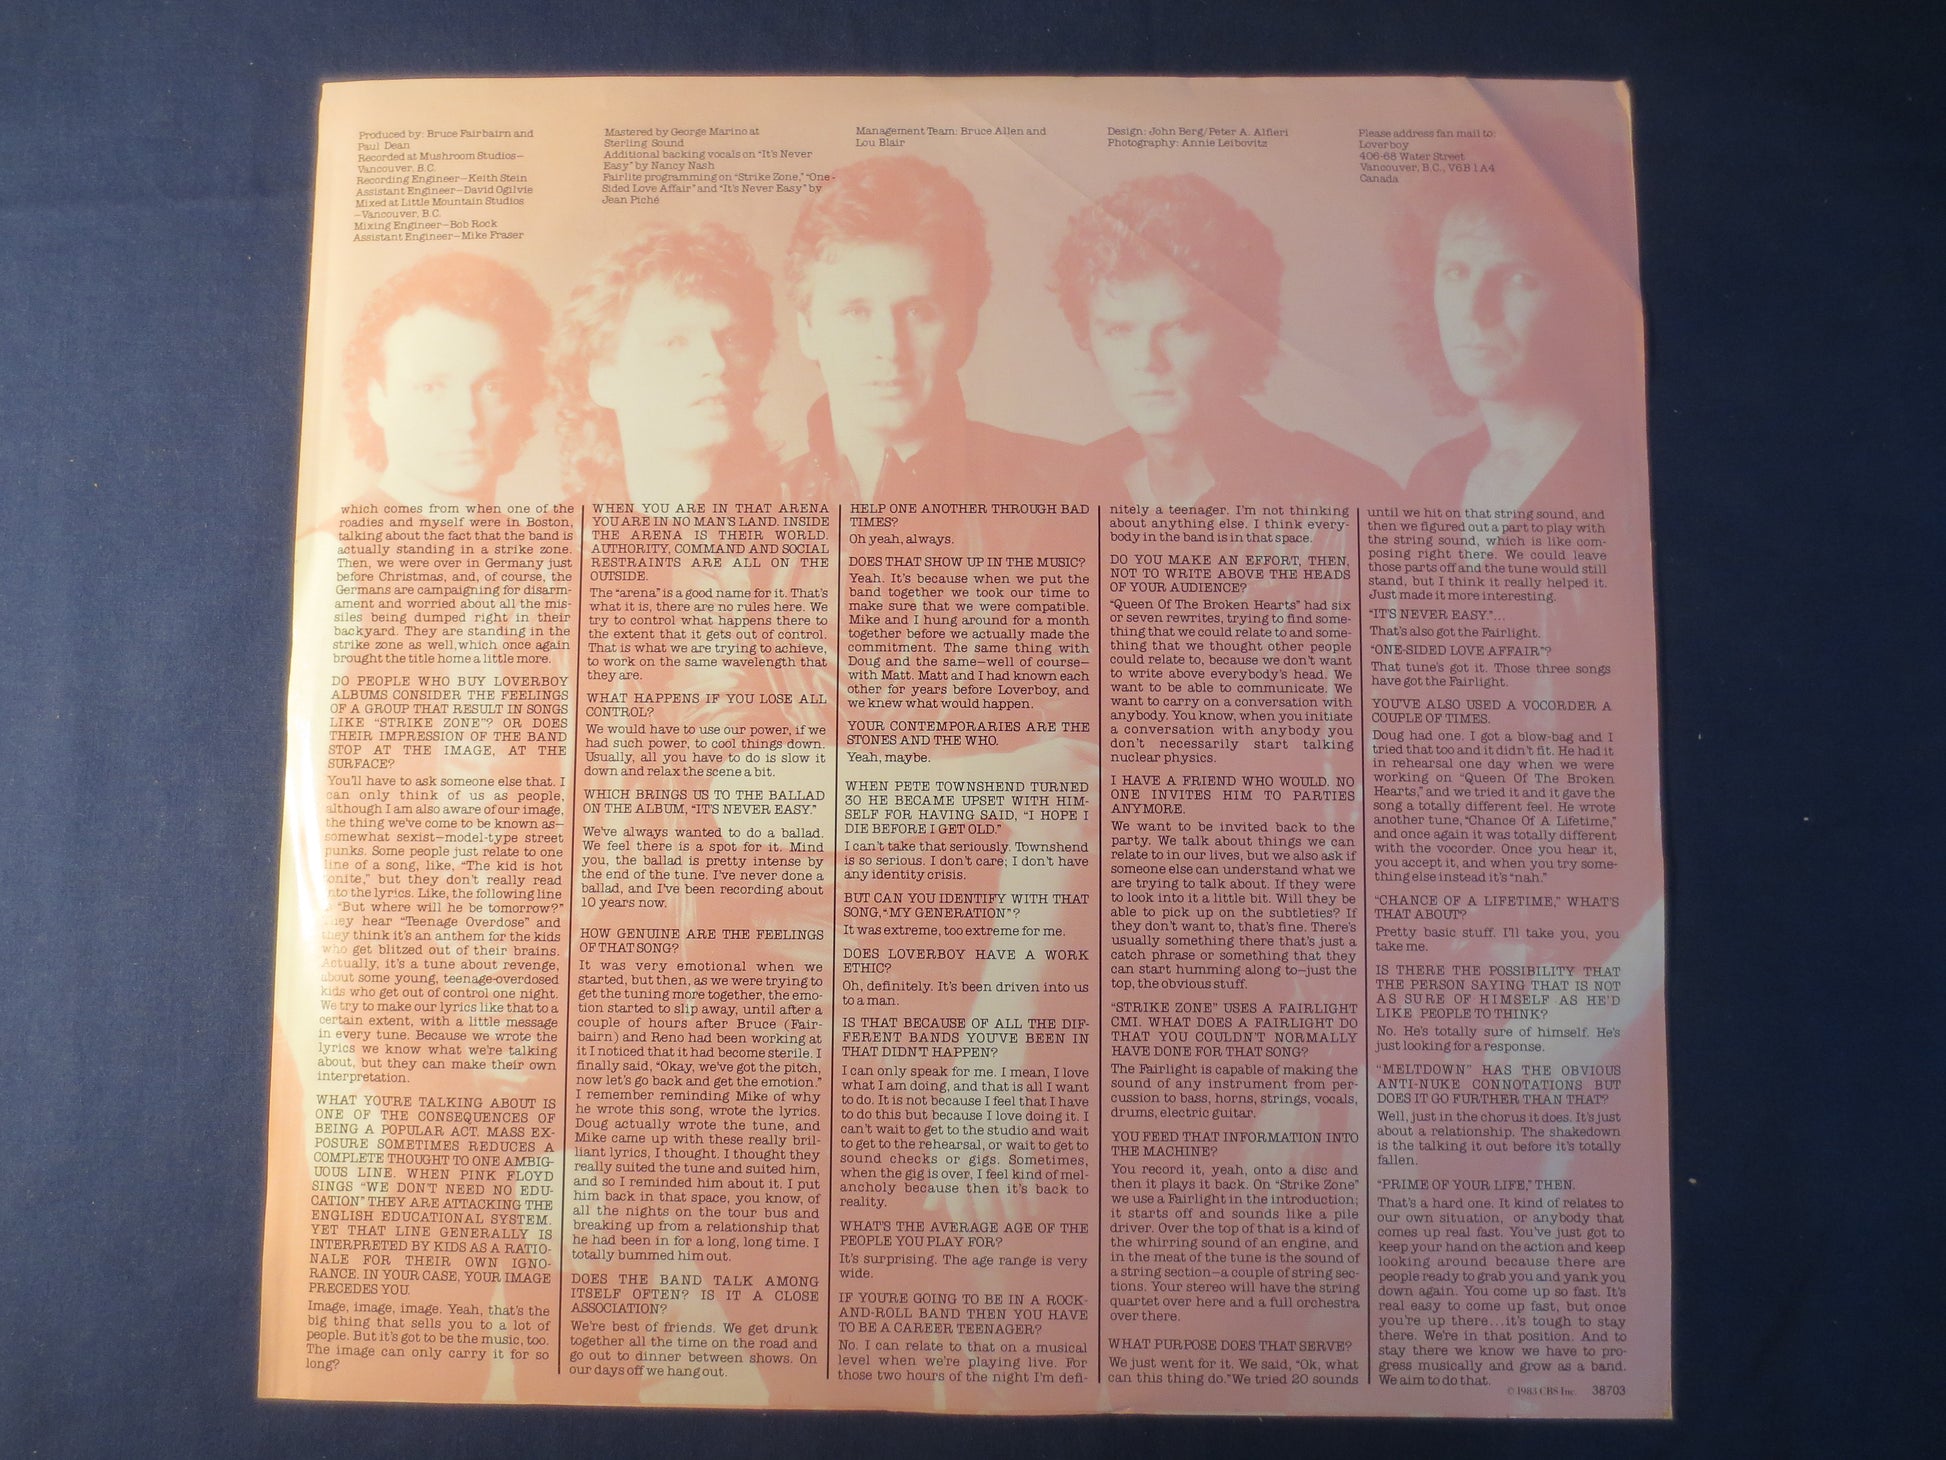 Produced by: Bruce Fairbairn and
Paul Dean
Recorded at Mushroom Studios—
Vancouver, B.C.
Recording Engineer—Keith Stein
Assistant Engineer—David Ogilvie
Mixed at Little Mountain Studios
—Vancouver, B.C.
Mixing Engineer—Bob Rock
Assistant Engineer—Mike Fraser
Mastered by George Marino at
Sterling Sound
Additional backing vocals on "It's Never
Easy" by Nancy Nash
Fairlite programming on "Strike Zone," "One-
Sided Love Affair" and "It's Never Easy" by
Jean Piché
Management Team: Bruce Allen and
Lou Blair
Design: John Berg/Peter A. Alfieri
Photography: Annie Leibovitz
Please address fan mail to:
Loverboy
406-68 Water Street
Vancouver, B.C., V6B 1A4
Canada
which comes from when one of the
roadies and myself were in Boston,
talking about the fact that the band is
actually standing in a strike zone.
Then, we were over in Germany just
before Christmas, and, of course, the
Germans are campaigning for disarm-
ament and worried about all the mis-
siles being dumped right in their
backyard. They are standing in the
strike zone as well, which once again
brought the title home a little more.
DO PEOPLE WHO BUY LOVERBOY
ALBUMS CONSIDER THE FEELINGS
OF A GROUP THAT RESULT IN SONGS
LIKE "STRIKE ZONE"? OR DOES
THEIR IMPRESSION OF THE BAND
STOP AT THE IMAGE, AT THE
SURFACE?
You'll have to ask someone else that. I
can only think of us as people,
although I am also aware of our image,
the thing we've come to be known as—
somewhat sexist—model-type street
punks. Some people just relate to one
line of a song, like, "The kid is hot
tonite," but they don't really read
into the lyrics. Like, the following line
"But where will he be tomorrow?"
They hear "Teenage Overdose" and
they think it's an anthem for the kids
who get blitzed out of their brains.
Actually, it's a tune about revenge,
about some young, teenage-overdosed
kids who get out of control one night.
We try to make our lyrics like that to a
certain extent, with a little message
in every tune. Because we wrote the
lyrics we know what we're talking
about, but they can make their own
interpretation.
WHAT YOU'RE TALKING ABOUT IS
ONE OF THE CONSEQUENCES OF
BEING A POPULAR ACT. MASS EX-
POSURE SOMETIMES REDUCES A
COMPLETE THOUGHT TO ONE AMBIG-
UOUS LINE. WHEN PINK FLOYD
SINGS "WE DON'T NEED NO EDU-
CATION" THEY ARE ATTACKING THE
ENGLISH EDUCATIONAL SYSTEM.
YET THAT LINE GENERALLY IS
INTERPRETED BY KIDS AS A RATIO-
NALE FOR THEIR OWN IGNO-
RANCE. IN YOUR CASE, YOUR IMAGE
PRECEDES YOU.
Image, image, image. Yeah, that's the
big thing that sells you to a lot of
people. But it's got to be the music, too.
The image can only carry it for so
long?
WHEN YOU ARE IN THAT ARENA
YOU ARE IN NO MAN'S LAND. INSIDE
THE ARENA IS THEIR WORLD.
AUTHORITY, COMMAND AND SOCIAL
RESTRAINTS ARE ALL ON THE
OUTSIDE.
The "arena" is a good name for it. That's
what it is, there are no rules here. We
try to control what happens there to
the extent that it gets out of control.
That is what we are trying to achieve,
to work on the same wavelength that
they are.
WHAT HAPPENS IF YOU LOSE ALL
CONTROL?
We would have to use our power, if we
had such power, to cool things down.
Usually, all you have to do is slow it
down and relax the scene a bit.
WHICH BRINGS US TO THE BALLAD
ON THE ALBUM, "IT'S NEVER EASY."
We've always wanted to do a ballad.
We feel there is a spot for it. Mind
you, the ballad is pretty intense by
the end of the tune. I've never done a
ballad, and I've been recording about
10 years now.
HOW GENUINE ARE THE FEELINGS
OF THAT SONG?
It was very emotional when we
started, but then, as we were trying to
get the tuning more together, the emo-
tion started to slip away, until after a
couple of hours after Bruce (Fair-
bairn) and Reno had been working at
it I noticed that it had become sterile. I
finally said, "Okay, we've got the pitch,
now let's go back and get the emotion."
I remember reminding Mike of why
he wrote this song, wrote the lyrics.
Doug actually wrote the tune, and
Mike came up with these really bril-
liant lyrics, I thought. I thought they
really suited the tune and suited him,
and so I reminded him about it. I put
him back in that space, you know, of
all the nights on the tour bus and
breaking up from a relationship that
he had been in for a long, long time. I
totally bummed him out.
DOES THE BAND TALK AMONG
ITSELF OFTEN? IS IT A CLOSE
ASSOCIATION?
We're best of friends. We get drunk
together all the time on the road and
go out to dinner between shows. On
our days off we hang out.
HELP ONE ANOTHER THROUGH BAD
TIMES?
Oh yeah, always.
DOES THAT SHOW UP IN THE MUSIC?
Yeah. It's because when we put the
band together we took our time to
make sure that we were compatible.
Mike and I hung around for a month
together before we actually made the
commitment. The same thing with
Doug and the same—well of course—
with Matt. Matt and I had known each
other for years before Loverboy, and
we knew what would happen.
YOUR CONTEMPORARIES ARE THE
STONES AND THE WHO.
Yeah, maybe.
WHEN PETE TOWNSHEND TURNED
30 HE BECAME UPSET WITH HIM-
SELF FOR HAVING SAID, "I HOPE I
DIE BEFORE I GET OLD."
I can't take that seriously. Townshend
is so serious. I don't care; I don't have
any identity crisis.
BUT CAN YOU IDENTIFY WITH THAT
SONG, "MY GENERATION"?
It was extreme, too extreme for me.
DOES LOVERBOY HAVE A WORK
ETHIC?
Oh, definitely. It's been driven into us
to a man.
IS THAT BECAUSE OF ALL THE DIF-
FERENT BANDS YOU'VE BEEN IN
THAT DIDN'T HAPPEN?
I can only speak for me. I mean, I love
what I am doing, and that is all I want
to do. It is not because I feel that I have
to do this but because I love doing it. I
can't wait to get to the studio and wait
to get to the rehearsal, or wait to get to
sound checks or gigs. Sometimes,
when the gig is over, I feel kind of mel-
ancholy because then it's back to
reality.
WHAT'S THE AVERAGE AGE OF THE
PEOPLE YOU PLAY FOR?
It's surprising. The age range is very
wide.
IF YOU'RE GOING TO BE IN A ROCK-
AND-ROLL BAND THEN YOU HAVE
TO BE A CAREER TEENAGER?
No. I can relate to that on a musical
level when we're playing live. For
those two hours of the night I'm defi-
nitely a teenager. I'm not thinking
about anything else. I think every-
body in the band is in that space.
DO YOU MAKE AN EFFORT, THEN,
NOT TO WRITE ABOVE THE HEADS
OF YOUR AUDIENCE?
"Queen Of The Broken Hearts" had six
or seven rewrites, trying to find some-
thing that we could relate to and some-
thing that we thought other people
could relate to, because we don't want
to write above everybody's head. We
want to be able to communicate. We
want to carry on a conversation with
anybody. You know, when you initiate
a conversation with anybody you
don't necessarily start talking
nuclear physics.
I HAVE A FRIEND WHO WOULD. NO
ONE INVITES HIM TO PARTIES
ANYMORE.
We want to be invited back to the
party. We talk about things we can
relate to in our lives, but we also ask if
someone else can understand what we
are trying to talk about. If they were
to look into it a little bit. Will they be
able to pick up on the subtleties? If
they don't want to, that's fine. There's
usually something there that's just a
catch phrase or something that they
can start humming along to—just the
top, the obvious stuff.
"STRIKE ZONE" USES A FAIRLIGHT
CMI. WHAT DOES A FAIRLIGHT DO
THAT YOU COULDN'T NORMALLY
HAVE DONE FOR THAT SONG?
The Fairlight is capable of making the
sound of any instrument from per-
cussion to bass, horns, strings, vocals,
drums, electric guitar.
YOU FEED THAT INFORMATION INTO
THE MACHINE?
You record it, yeah, onto a disc and
then it plays it back. On "Strike Zone"
we use a Fairlight in the introduction;
it starts off and sounds like a pile
driver. Over the top of that is a kind of
the whirring sound of an engine, and
in the meat of the tune is the sound of
a string section—a couple of string sec-
tions. Your stereo will have the string
quartet over here and a full orchestra
over there.
WHAT PURPOSE DOES THAT SERVE?
We just went for it. We said, "Ok, what
can this thing do." We tried 20 sounds
until we hit on that string sound, and
then we figured out a part to play with
the string sound, which is like com-
posing right there. We could leave
those parts off and the tune would still
stand, but I think it really helped it.
Just made it more interesting.
"IT'S NEVER EASY."...
That's also got the Fairlight.
"ONE-SIDED LOVE AFFAIR"?
That tune's got it. Those three songs
have got the Fairlight.
YOU'VE ALSO USED A VOCORDER A
COUPLE OF TIMES.
Doug had one. I got a blow-bag and I
tried that too and it didn't fit. He had it
in rehearsal one day when we were
working on "Queen Of The Broken
Hearts," and we tried it and it gave the
song a totally different feel. He wrote
another tune, "Chance Of A Lifetime,"
and once again it was totally different
with the vocorder. Once you hear it,
you accept it, and when you try some-
thing else instead it's "nah."
"CHANCE OF A LIFETIME," WHAT'S
THAT ABOUT?
Pretty basic stuff. I'll take you, you
take me.
IS THERE THE POSSIBILITY THAT
THE PERSON SAYING THAT IS NOT
AS SURE OF HIMSELF AS HE'D
LIKE PEOPLE TO THINK?
No. He's totally sure of himself. He's
just looking for a response.
"MELTDOWN" HAS THE OBVIOUS
ANTI-NUKE CONNOTATIONS BUT
DOES IT GO FURTHER THAN THAT?
Well, just in the chorus it does. It's just
about a relationship. The shakedown
is the talking it out before it's totally
fallen.
"PRIME OF YOUR LIFE," THEN.
That's a hard one. It kind of relates to
our own situation, or anybody that
comes up real fast. You've just got to
keep your hand on the action and keep
looking around because there are
people ready to grab you and yank you
down again. You come up so fast. It's
real easy to come up fast, but once
you're up there...it's tough to stay
there. We're in that position. And to
stay there we know we have to pro-
gress musically and grow as a band.
We aim to do that.
© 1983 CBS Inc. 38703